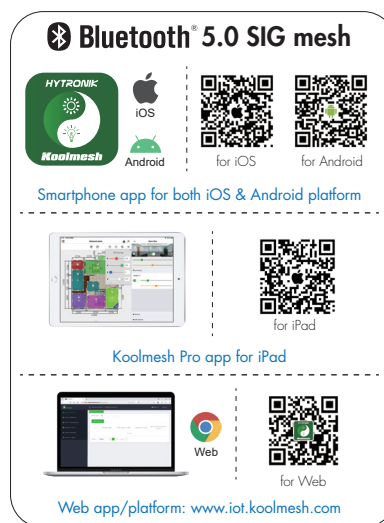 Bluetooth® 5.0 SIG mesh
HYTRONIK
Koolmesh
iOS
Android
for iOS
for Android
Smartphone app for both iOS & Android platform
for iPad
Koolmesh Pro app for iPad
Web
for Web
Web app/platform: www.iot.koolmesh.com